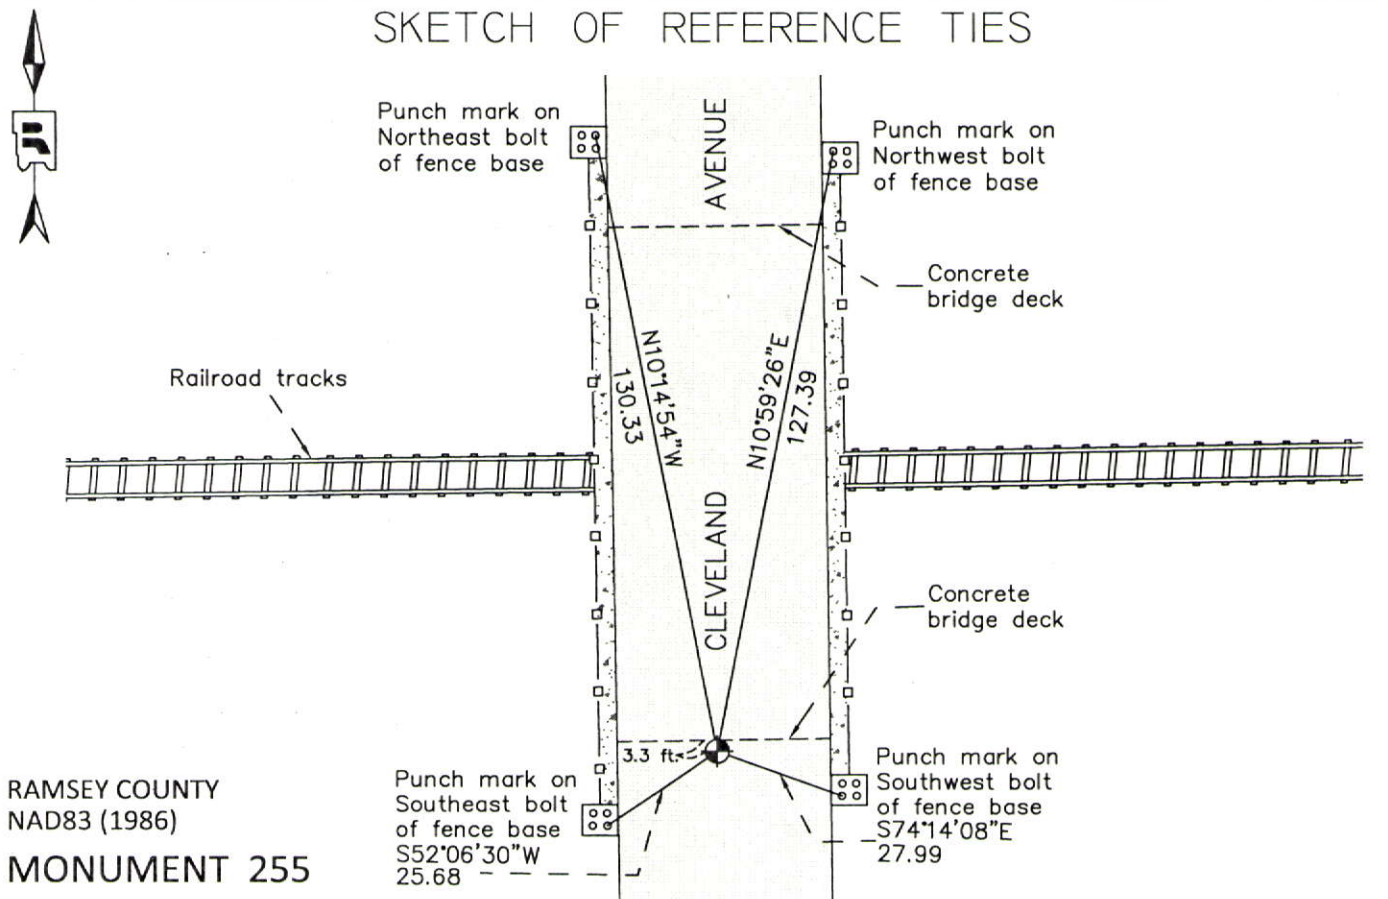 SKETCH OF REFERENCE TIES
Punch mark on
Northeast bolt
of fence base
Punch mark on
Northwest bolt
of fence base
AVENUE
Concrete
bridge deck
Railroad tracks
N10°14'54"W
130.33
N10°59'26"E
127.39
CLEVELAND
Concrete
bridge deck
3.3 ft.
Punch mark on
Southeast bolt
of fence base
S52°06'30"W
25.68
Punch mark on
Southwest bolt
of fence base
S74°14'08"E
27.99
RAMSEY COUNTY
NAD83 (1986)
MONUMENT 255